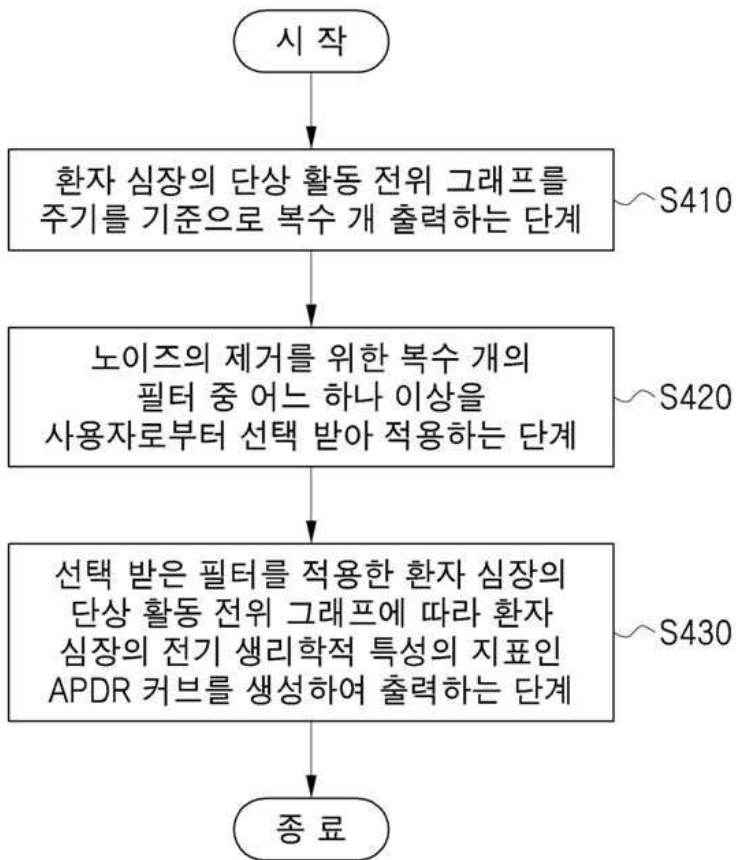 시 작
환자 심장의 단상 활동 전위 그래프를
주기를 기준으로 복수 개 출력하는 단계
S410
노이즈의 제거를 위한 복수 개의
필터 중 어느 하나 이상을
사용자로부터 선택 받아 적용하는 단계
S420
선택 받은 필터를 적용한 환자 심장의
단상 활동 전위 그래프에 따라 환자
심장의 전기 생리학적 특성의 지표인
APDR 커브를 생성하여 출력하는 단계
S430
종 료